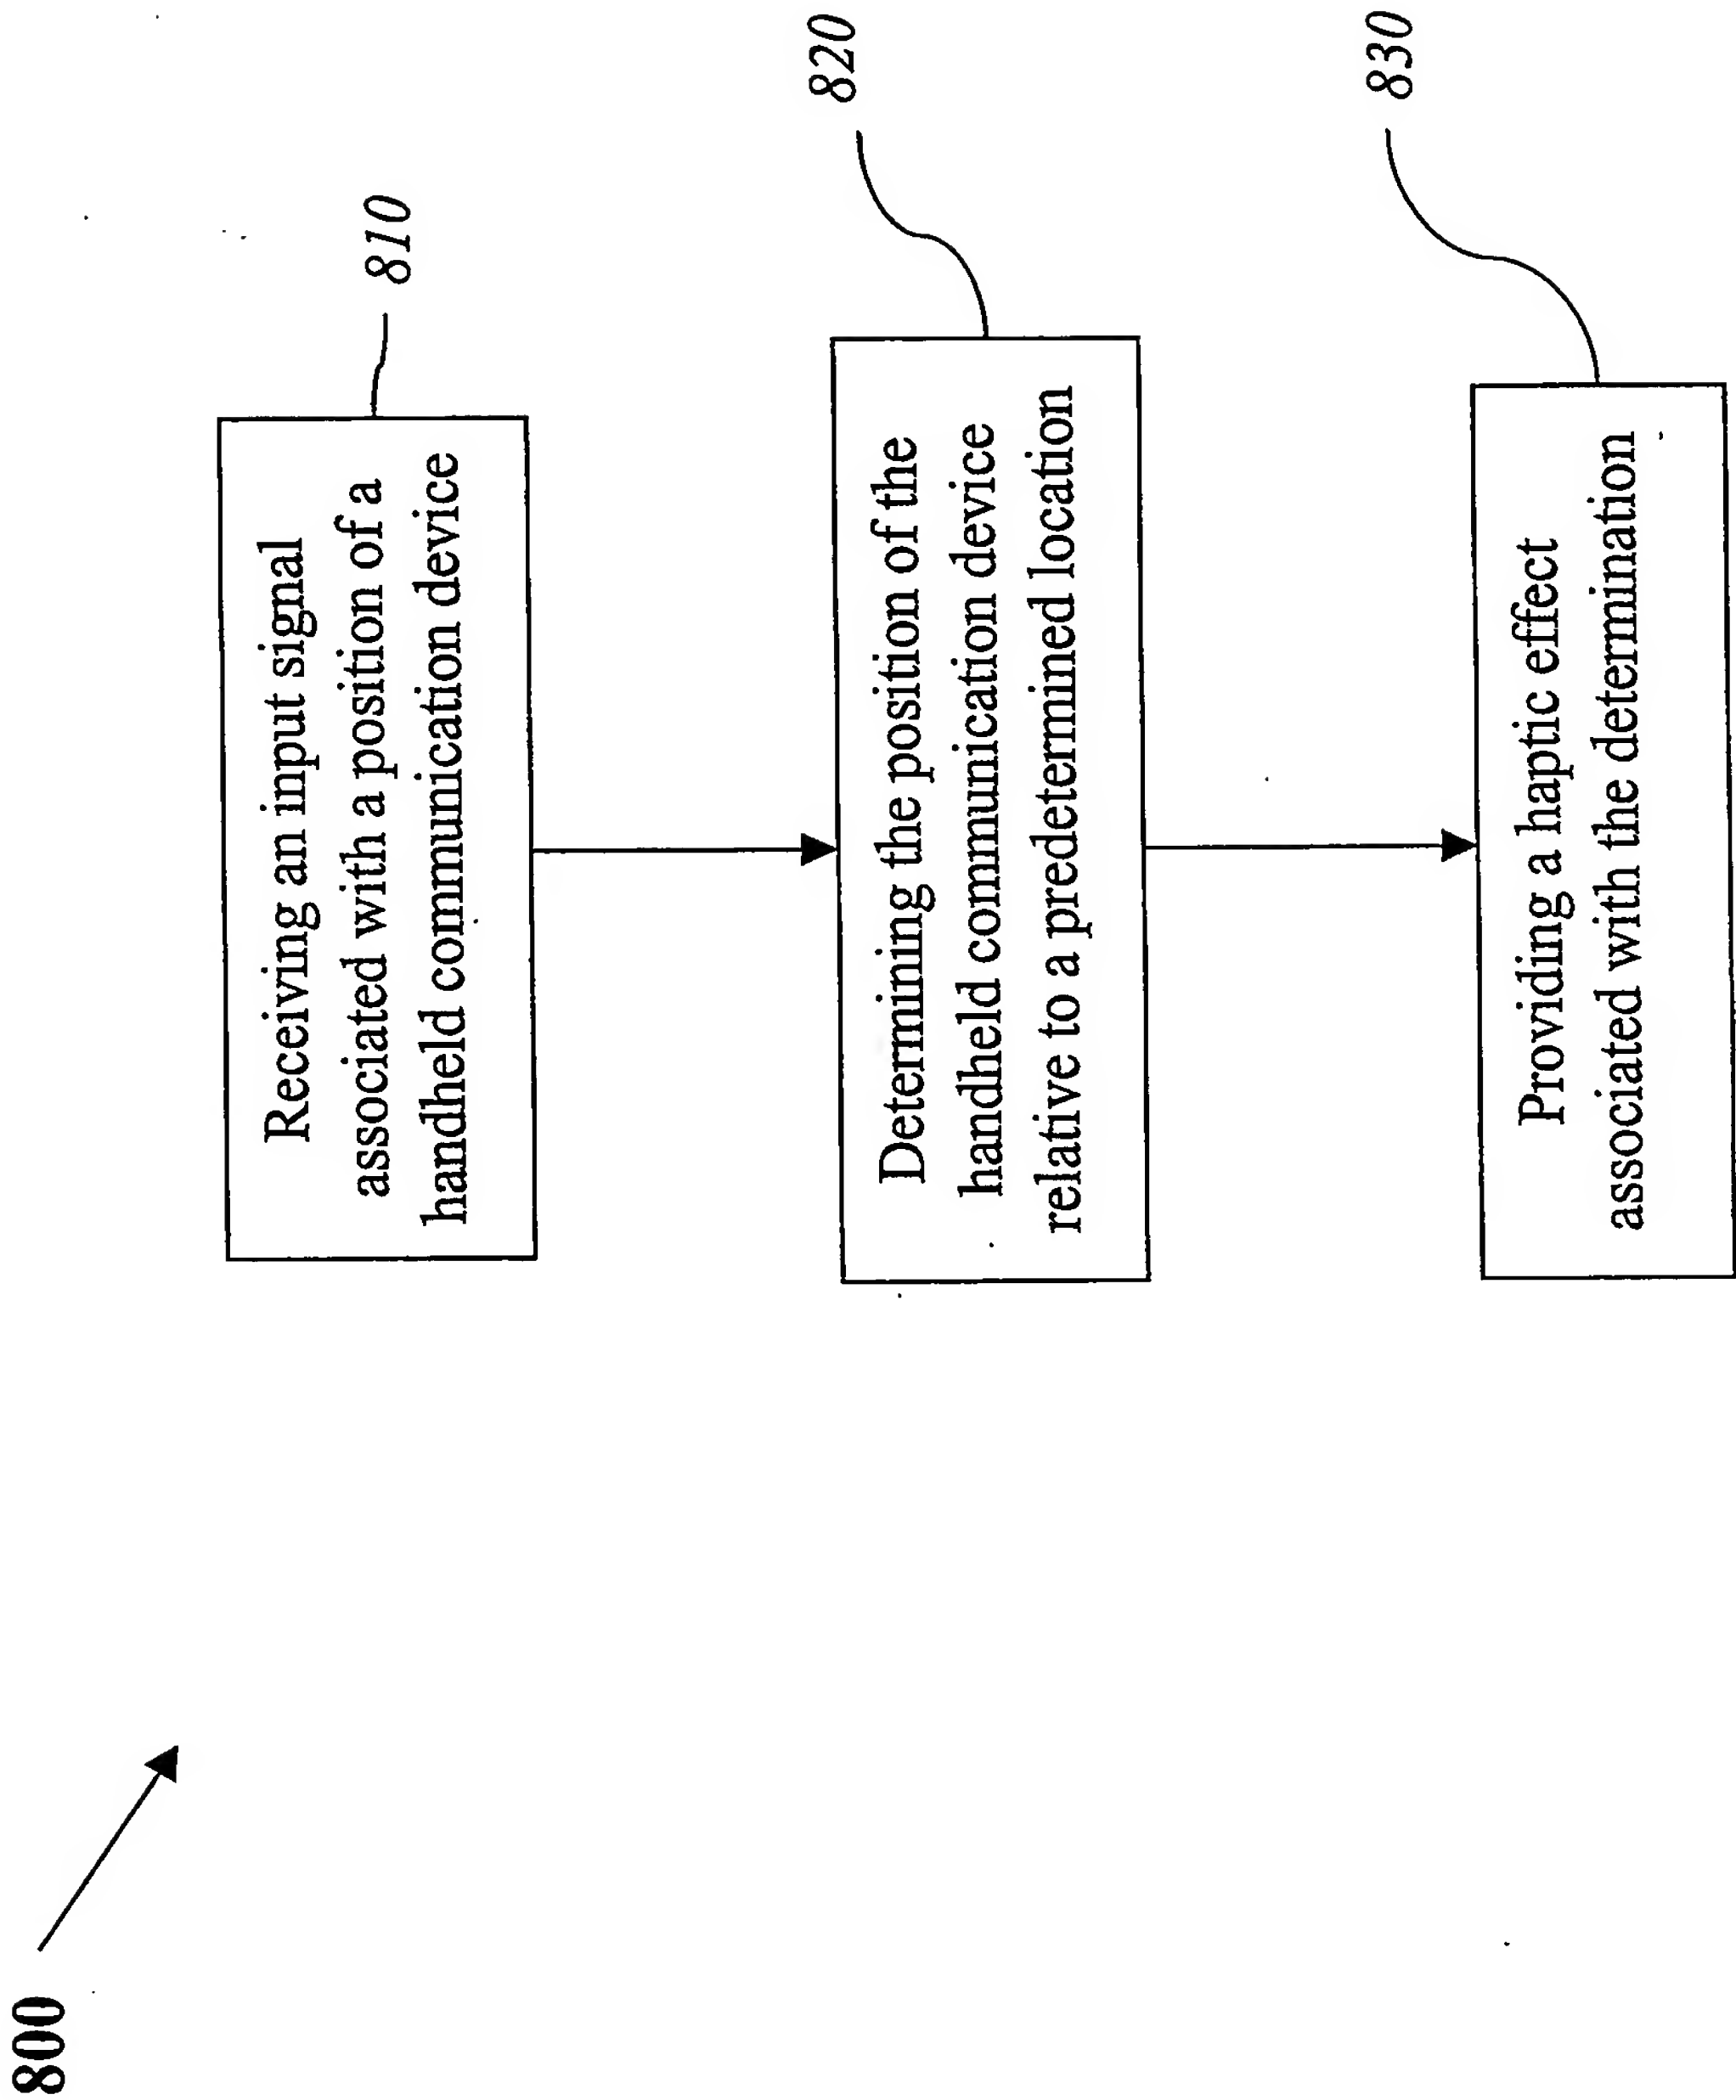 800
810
Receiving an input signal
associated with a position of a
handheld communication device
820
Determining the position of the
handheld communication device
relative to a predetermined location
830
Providing a haptic effect
associated with the determination